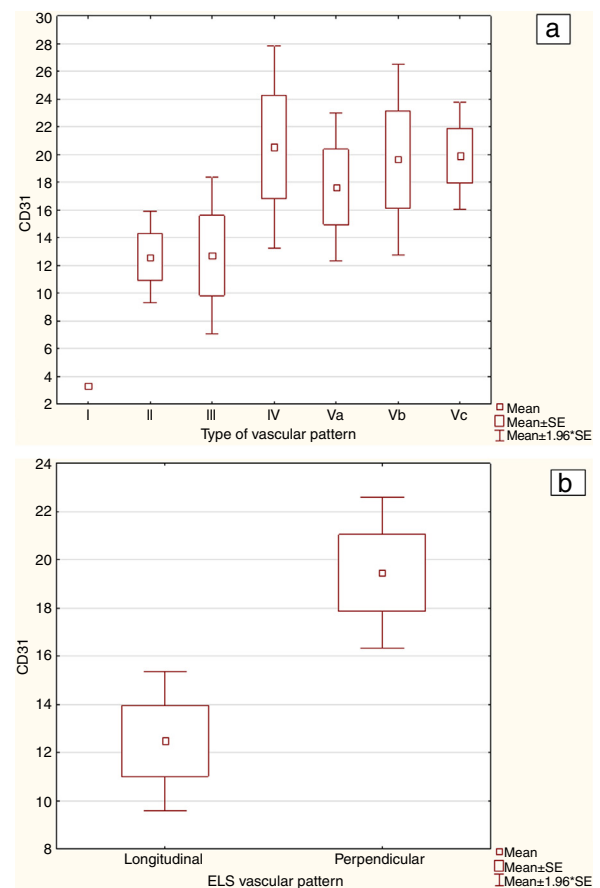 a
30
28
26
24
22
20
18
16
14
12
10
8
6
4
2
CD31
I II III IV Va Vb Vc
Type of vascular pattern
Mean
Mean±SE
Mean±1.96*SE
b
24
22
20
18
16
14
12
10
8
CD31
Longitudinal Perpendicular
ELS vascular pattern
Mean
Mean±SE
Mean±1.96*SE